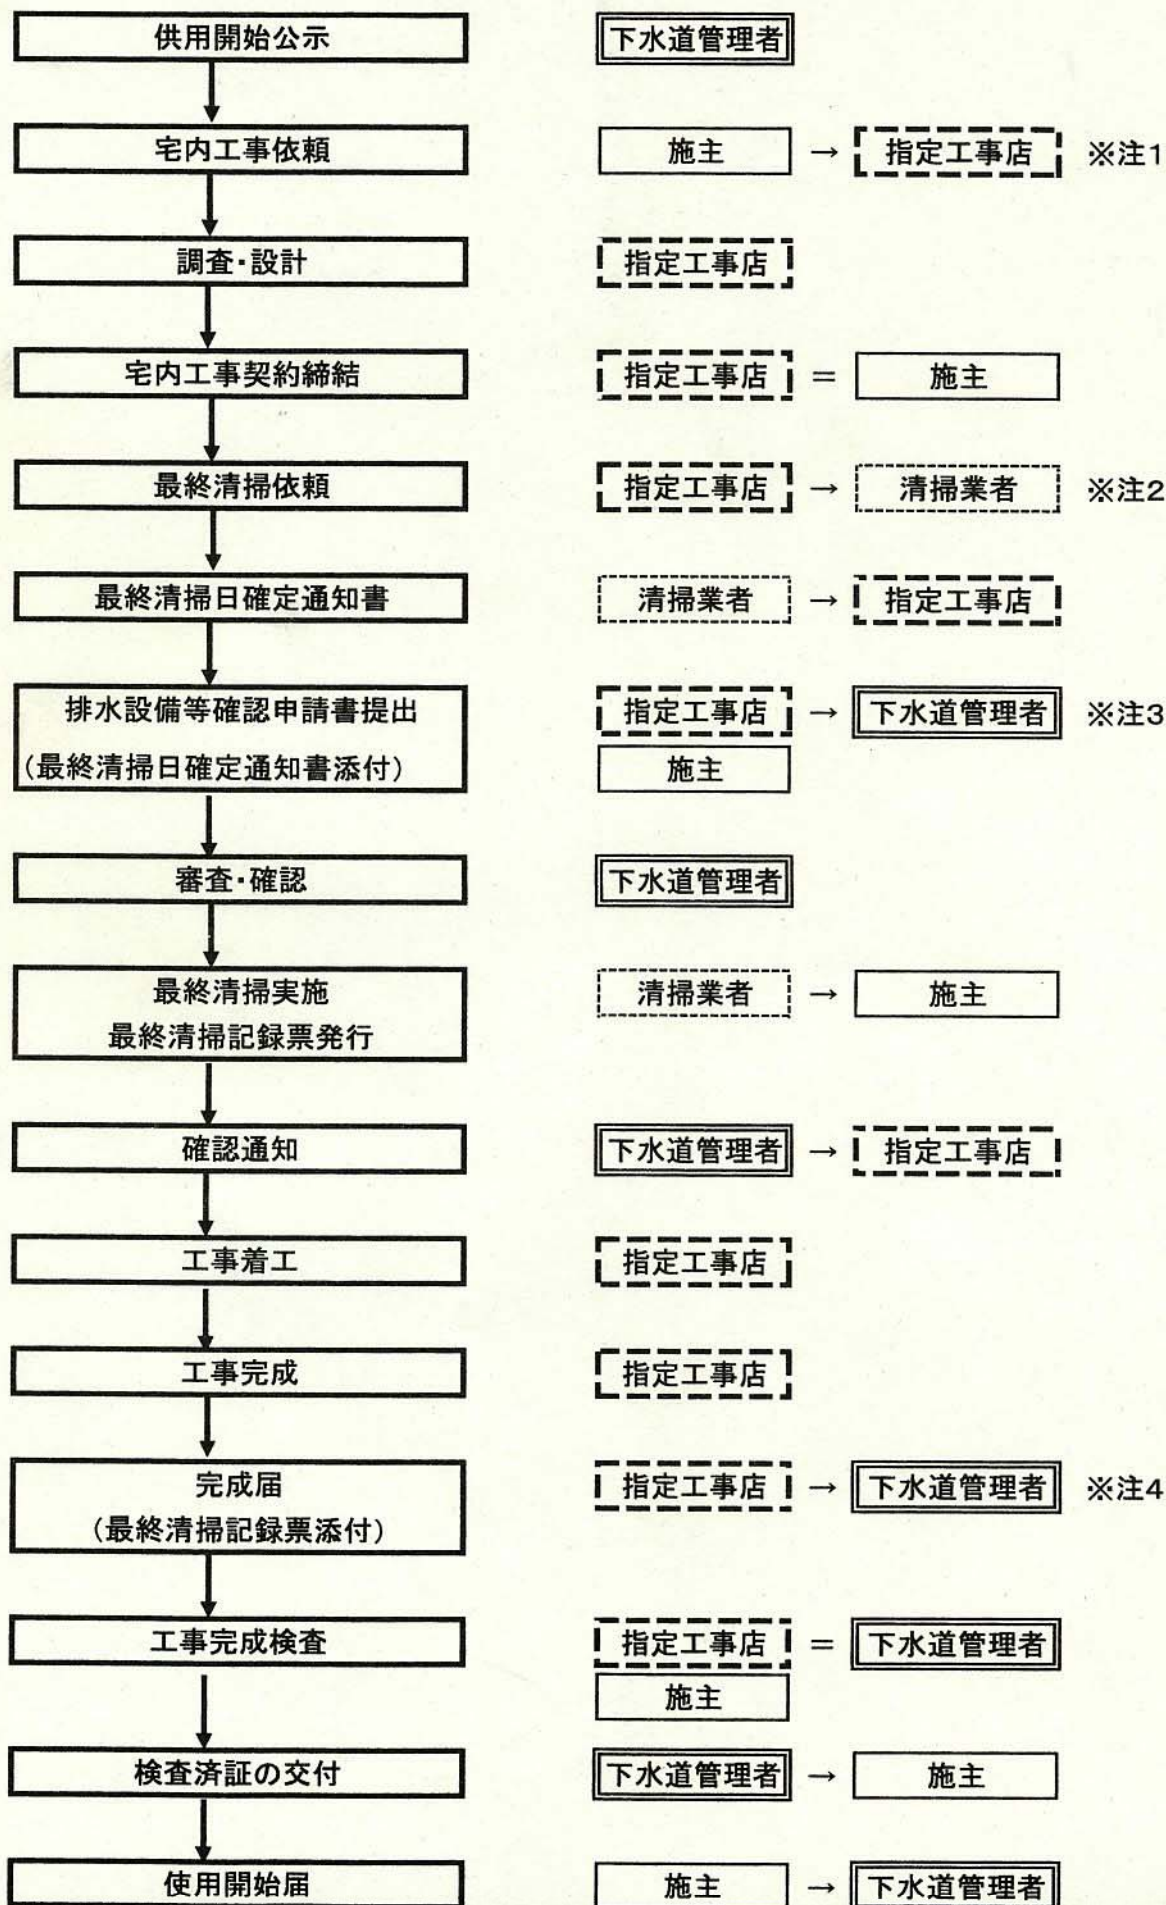 供用開始公示 下水道管理者
宅内工事依頼 施主 → 指定工事店 ※注1
調査・設計 指定工事店
宅内工事契約締結 指定工事店 = 施主
最終清掃依頼 指定工事店 → 清掃業者 ※注2
最終清掃日確定通知書 清掃業者 → 指定工事店
排水設備等確認申請書提出 指定工事店 → 下水道管理者 ※注3
(最終清掃日確定通知書添付) 施主
審査・確認 下水道管理者
最終清掃実施 清掃業者 → 施主
最終清掃記録票発行
確認通知 下水道管理者 → 指定工事店
工事着工 指定工事店
工事完成 指定工事店
完成届 指定工事店 → 下水道管理者 ※注4
(最終清掃記録票添付)
工事完成検査 指定工事店 = 下水道管理者
施主
検査済証の交付 下水道管理者 → 施主
使用開始届 施主 → 下水道管理者